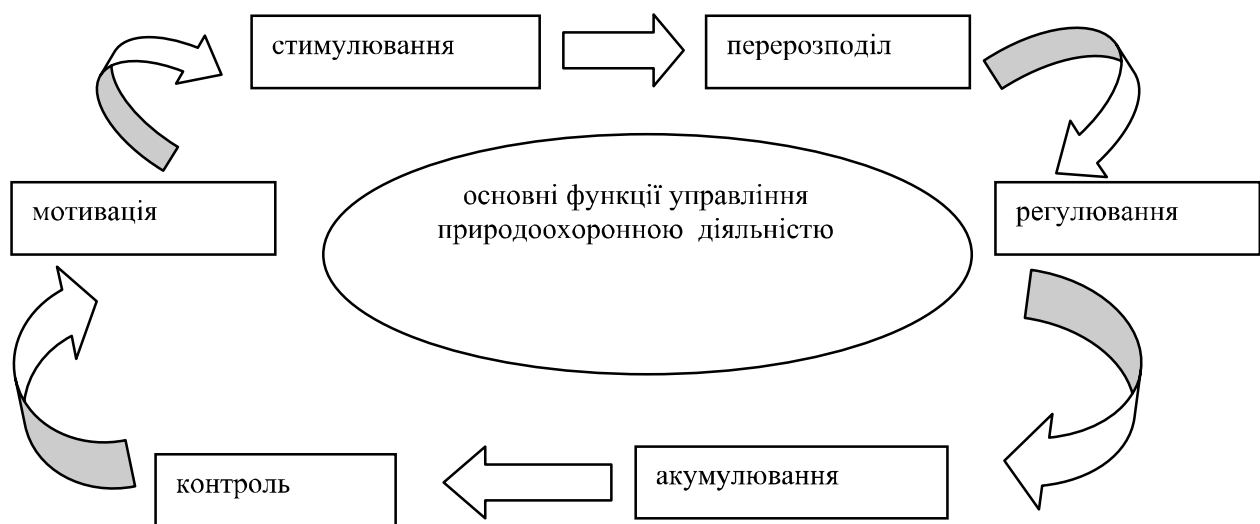 стимулювання
перерозподіл
мотивація
основні функції управління
природоохоронною діяльністю
регулювання
контроль
акумулювання